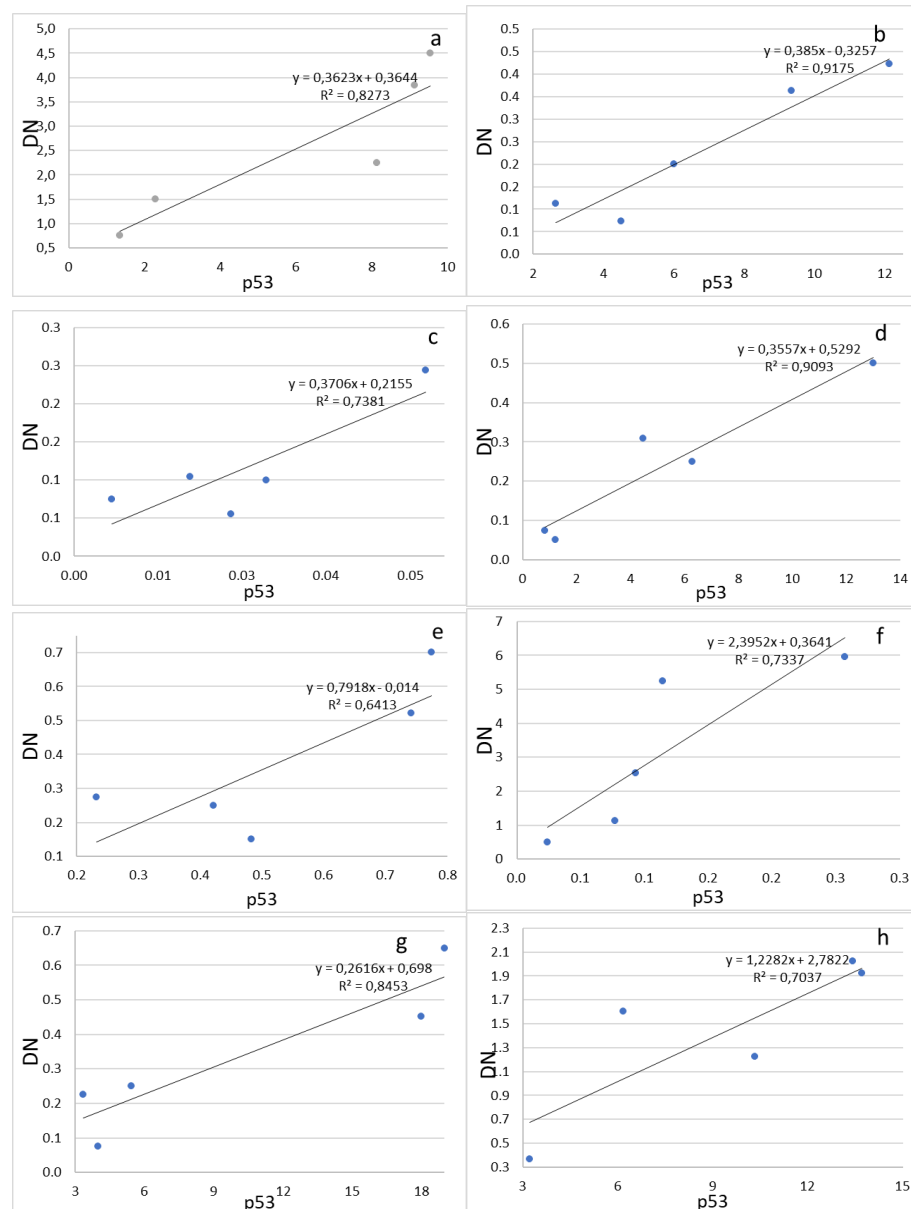 a
5,0
4,5
4,0
3,5
3,0
2,5
2,0
1,5
1,0
0,5
DN
y = 0,3623x + 0,3644
R² = 0,8273
0 2 4 6 8 10
p53
b
0.5
0.5
0.4
0.4
0.3
0.3
0.2
0.2
0.1
0.1
0.0
DN
y = 0,385x - 0,3257
R² = 0,9175
2 4 6 8 10 12
p53
c
0.3
0.3
0.2
0.2
0.1
0.1
0.0
DN
y = 0,3706x + 0,2155
R² = 0,7381
0.00 0.01 0.03 0.04 0.05
p53
d
0.6
0.5
0.4
0.3
0.2
0.1
0.0
DN
y = 0,3557x + 0,5292
R² = 0,9093
0 2 4 6 8 10 12 14
p53
e
0.7
0.6
0.5
0.4
0.3
0.2
0.1
DN
y = 0,7918x - 0,014
R² = 0,6413
0.2 0.3 0.4 0.5 0.6 0.7 0.8
p53
f
7
6
5
4
3
2
1
0
DN
y = 2,3952x + 0,3641
R² = 0,7337
0.0 0.1 0.1 0.2 0.2 0.3 0.3
p53
g
0.7
0.6
0.5
0.4
0.3
0.2
0.1
0.0
DN
y = 0,2616x + 0,698
R² = 0,8453
3 6 9 12 15 18
p53
h
2.3
2.1
1.9
1.7
1.5
1.3
1.1
0.9
0.7
0.5
0.3
DN
y = 1,2282x + 2,7822
R² = 0,7037
3 6 9 12 15
p53